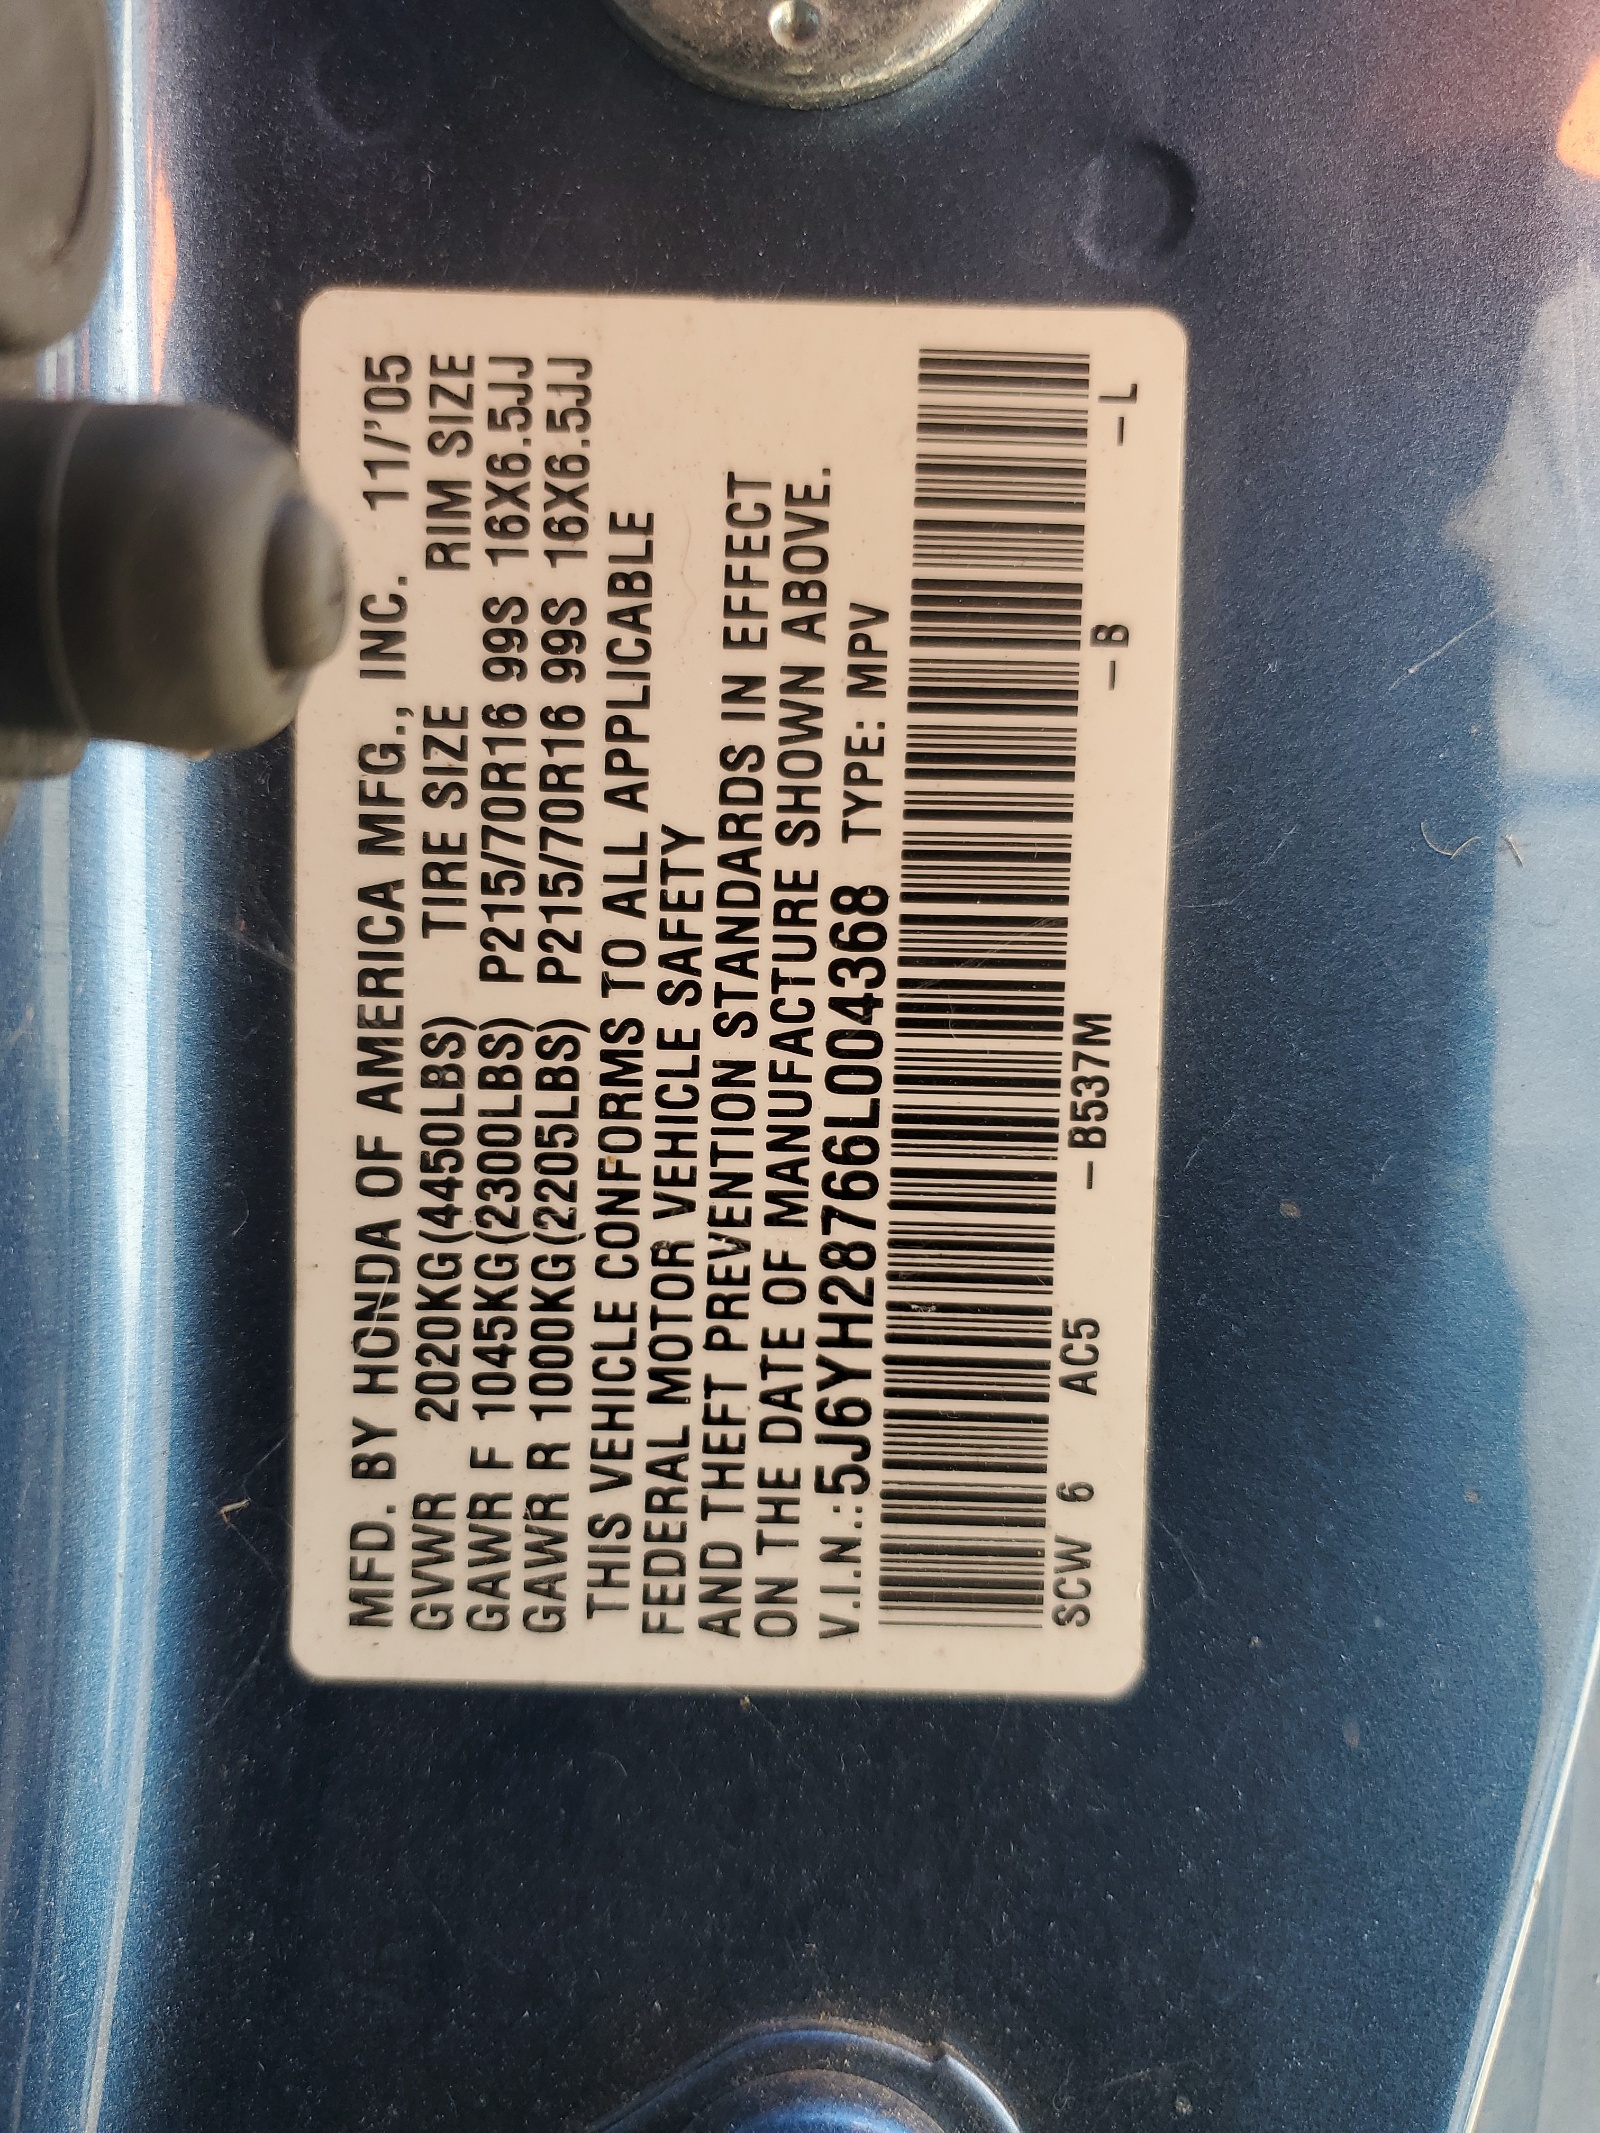 MFD. BY HONDA OF AMERICA MFG., INC. 11/'05
GVWR 2020KG(4450LBS) TIRE SIZE RIM SIZE
GAWR F 1045KG(2300LBS) P215/70R16 99S 16X6.5JJ
GAWR R 1000KG(2205LBS) P215/70R16 99S 16X6.5JJ
THIS VEHICLE CONFORMS TO ALL APPLICABLE
FEDERAL MOTOR VEHICLE SAFETY
AND THEFT PREVENTION STANDARDS IN EFFECT
ON THE DATE OF MANUFACTURE SHOWN ABOVE.
V.I.N.:5J6YH28766L004368 TYPE: MPV
SCW 6 AC5 -B537M -B -L